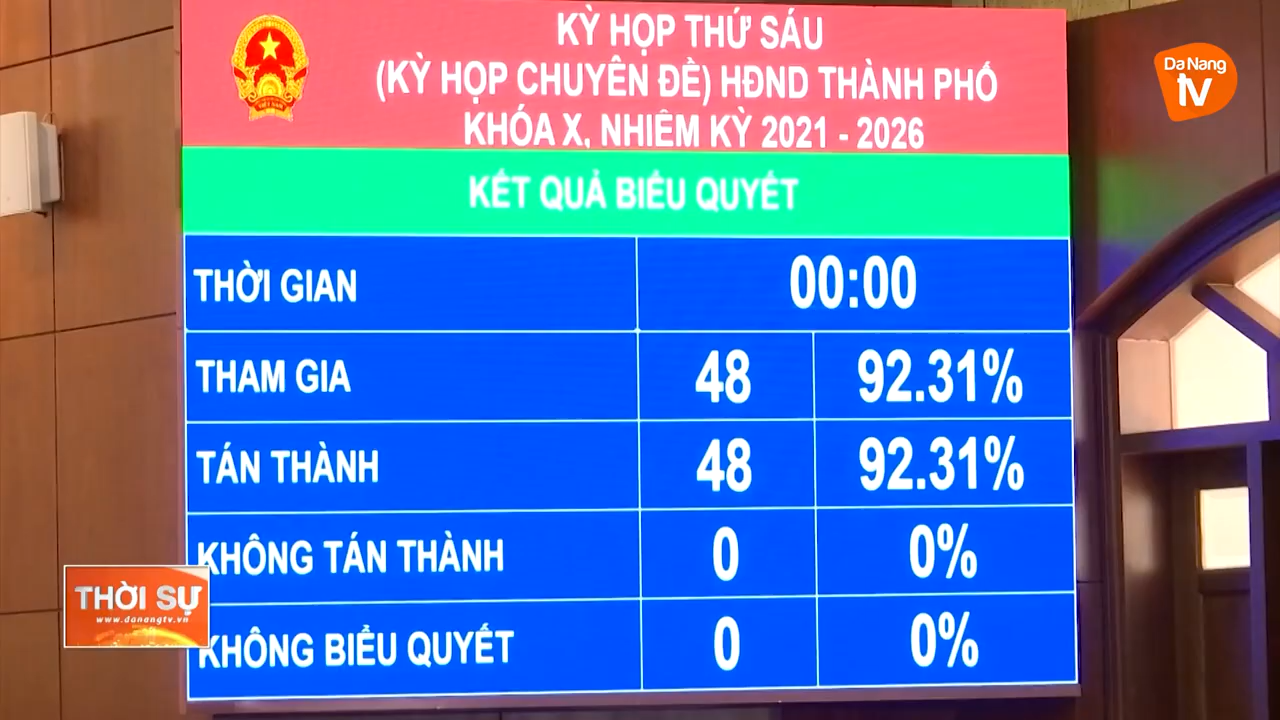 KỲ HỌP THỨ SÁU
(KỲ HỌP CHUYÊN ĐỀ) HĐND THÀNH PHỐ
KHÓA X, NHIỆM KỲ 2021 - 2026
KẾT QUẢ BIỂU QUYẾT
THỜI GIAN 00:00
THAM GIA 48 92.31%
TÁN THÀNH 48 92.31%
KHÔNG TÁN THÀNH 0 0%
KHÔNG BIỂU QUYẾT 0 0%
Da Nang
tv
THỜI SỰ
www.danangtv.vn
VIỆT NAM